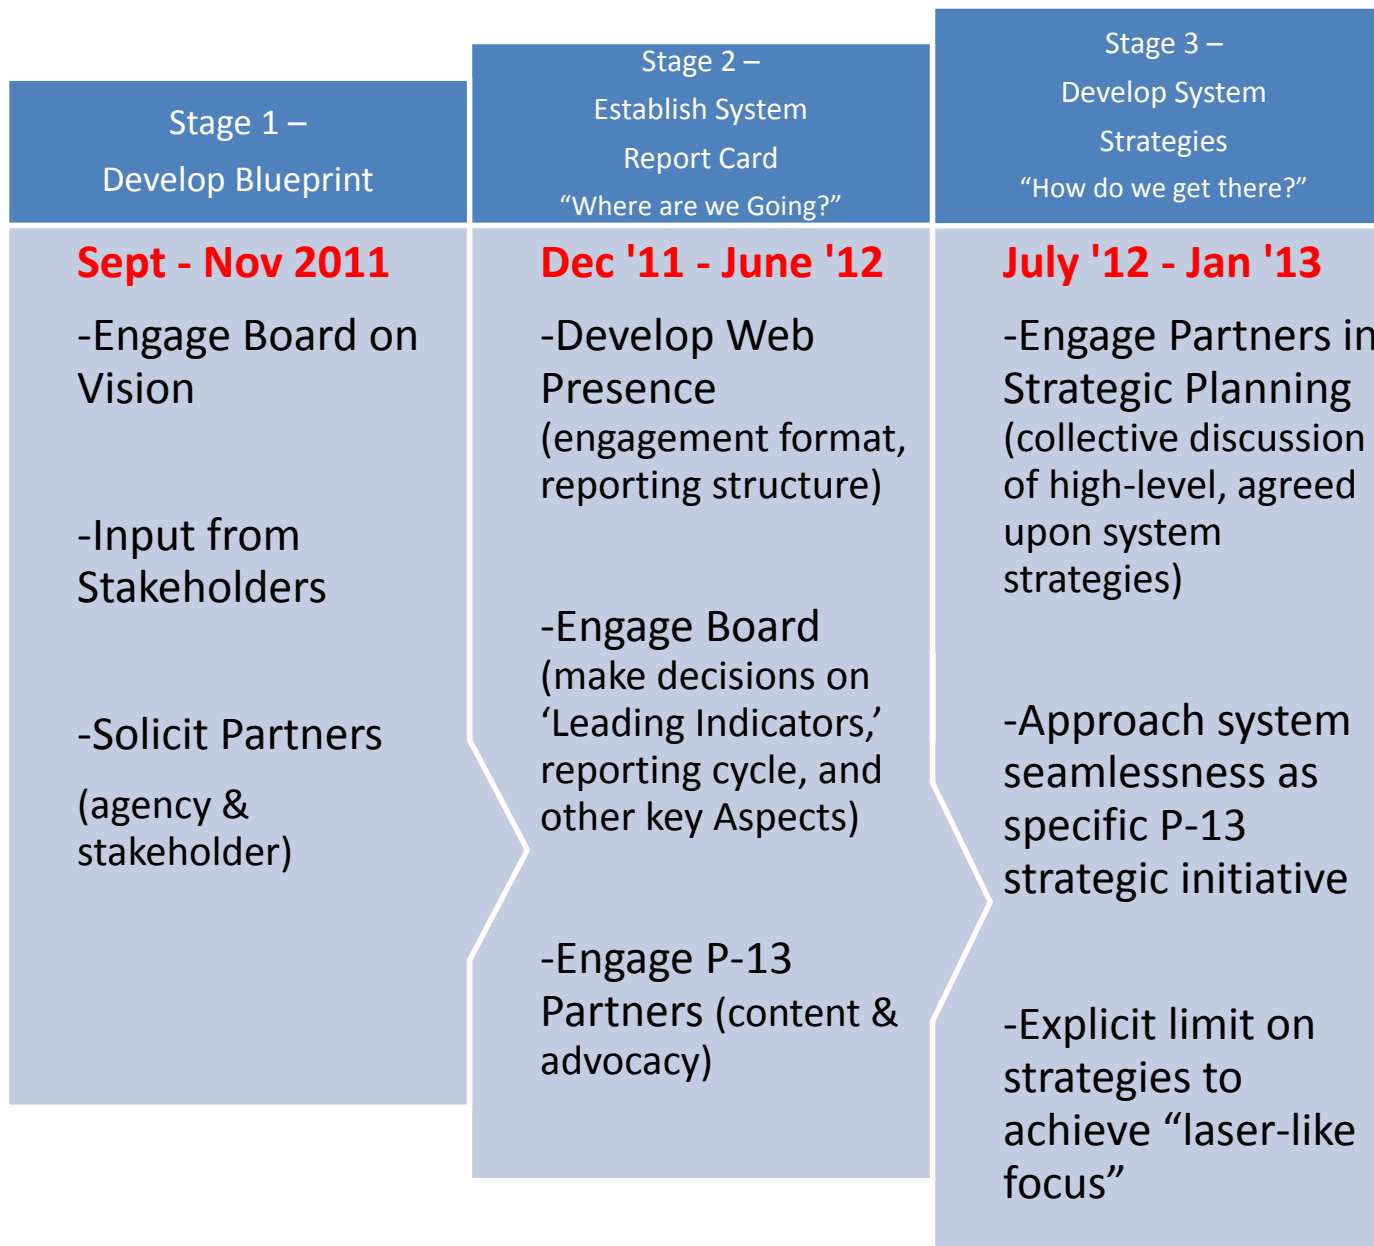 Stage 1 –
Develop Blueprint
Sept - Nov 2011
-Engage Board on
Vision
-Input from
Stakeholders
-Solicit Partners
(agency &
stakeholder)
Stage 2 –
Establish System
Report Card
“Where are we Going?”
Dec '11 - June '12
-Develop Web
Presence
(engagement format,
reporting structure)
-Engage Board
(make decisions on
‘Leading Indicators,’
reporting cycle, and
other key Aspects)
-Engage P-13
Partners (content &
advocacy)
Stage 3 –
Develop System
Strategies
“How do we get there?”
July '12 - Jan '13
-Engage Partners in
Strategic Planning
(collective discussion
of high-level, agreed
upon system
strategies)
-Approach system
seamlessness as
specific P-13
strategic initiative
-Explicit limit on
strategies to
achieve “laser-like
focus”